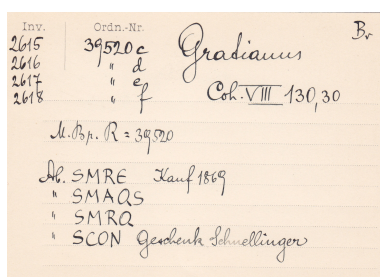 Inv. Ordn.-Nr. Br
2615 39520 c Gratianus
2616 " d
2617 " e
2618 " f Coh. VIII 130,30
M. Bp. R = 39520
Ab. SMRE Kauf 1869
" SMAQS
" SMRQ
" SCON Geschenk Schnellinger